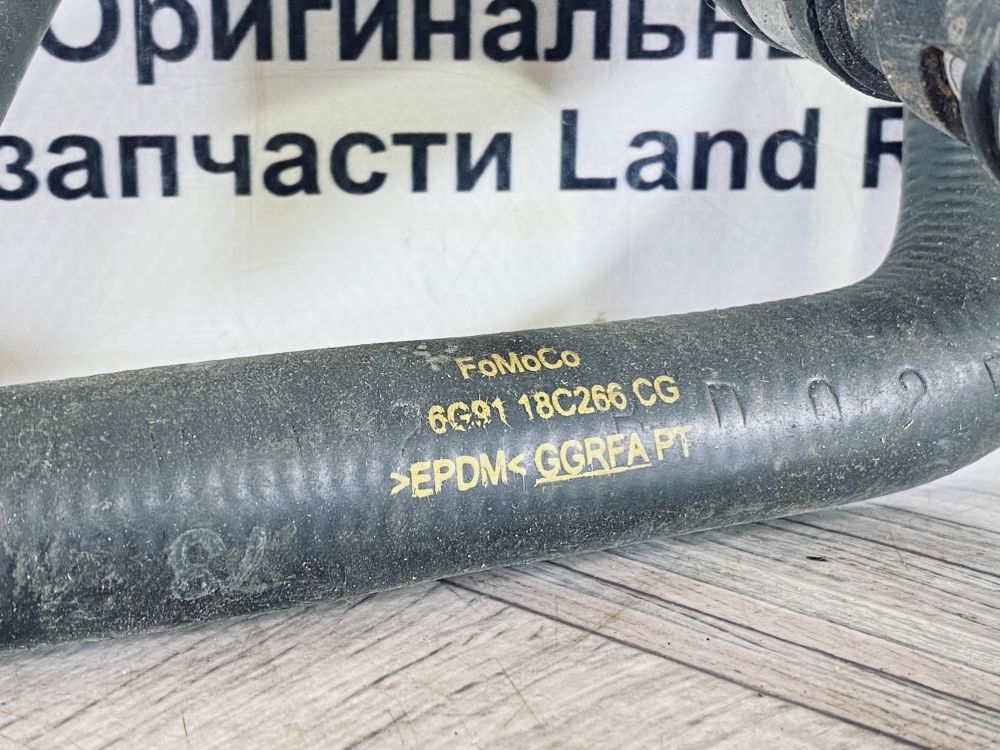 Оригинальны
запчасти Land R
FoMoCo
6G91 18C266 CG
>EPDM< GGRFA PT